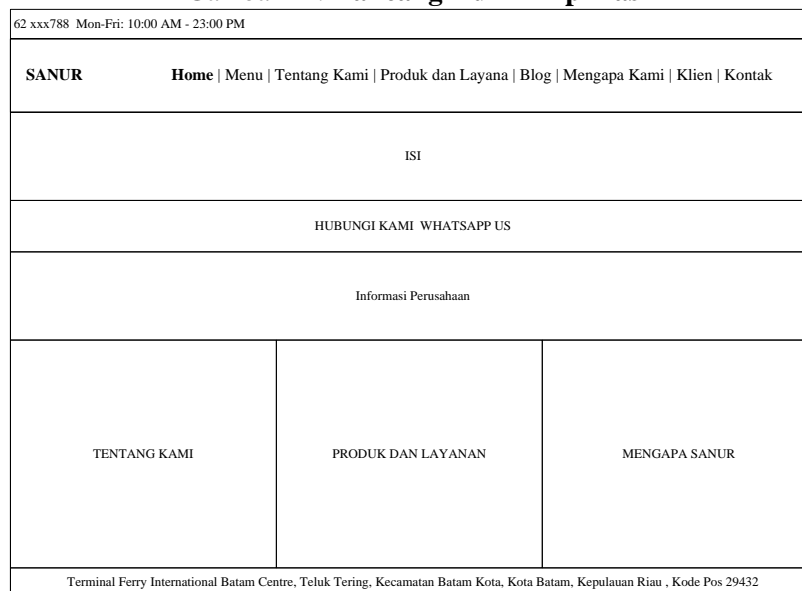 62 xxx788 Mon-Fri: 10:00 AM - 23:00 PM
SANUR Home | Menu | Tentang Kami | Produk dan Layana | Blog | Mengapa Kami | Klien | Kontak
ISI
HUBUNGI KAMI WHATSAPP US
Informasi Perusahaan
TENTANG KAMI PRODUK DAN LAYANAN MENGAPA SANUR
Terminal Ferry International Batam Centre, Teluk Tering, Kecamatan Batam Kota, Kota Batam, Kepulauan Riau , Kode Pos 29432